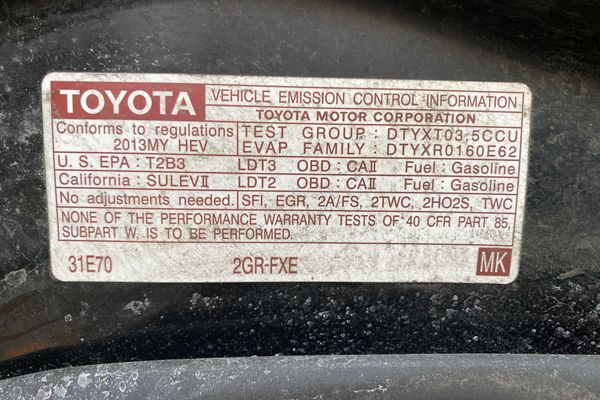 TOYOTA VEHICLE EMISSION CONTROL INFORMATION
TOYOTA MOTOR CORPORATION
Conforms to regulations TEST GROUP : DTYXT03.5CCU
2013MY HEV EVAP FAMILY : DTYXR0160E62
U.S. EPA : T2B3 LDT3 OBD : CAII Fuel : Gasoline
California : SULEVII LDT2 OBD : CAII Fuel : Gasoline
No adjustments needed. SFI, EGR, 2A/FS, 2TWC, 2HO2S, TWC
NONE OF THE PERFORMANCE WARRANTY TESTS OF 40 CFR PART 85,
SUBPART W, IS TO BE PERFORMED.
31E70 2GR-FXE MK